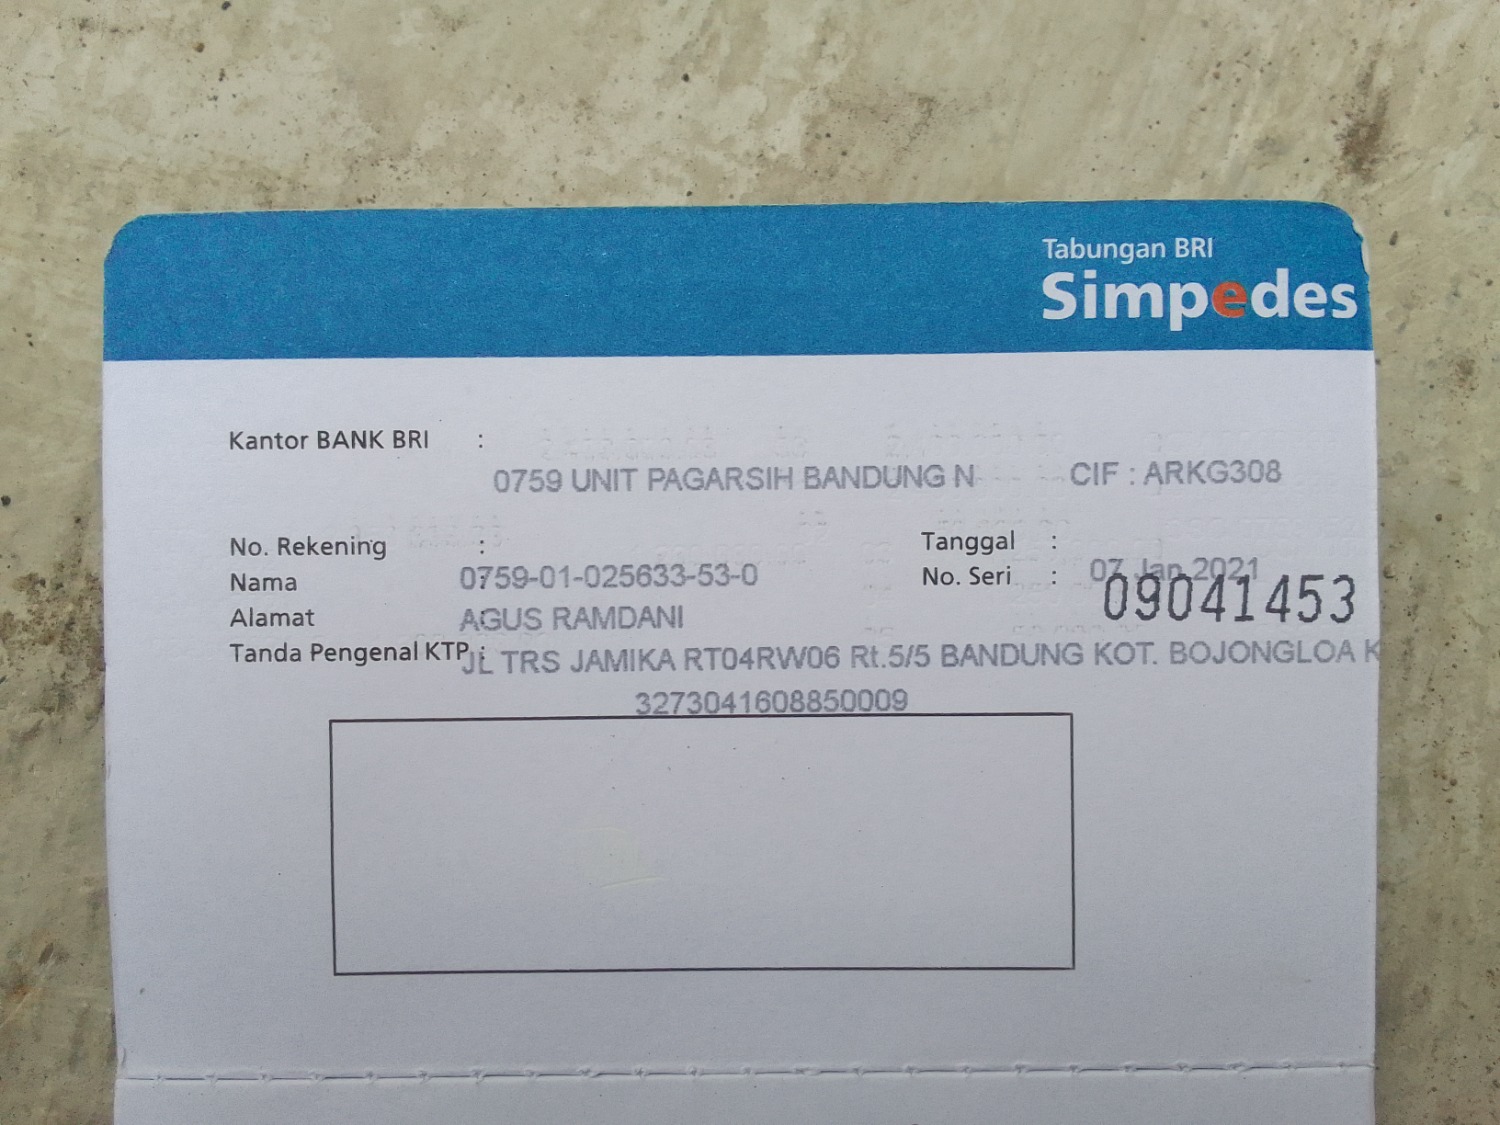 Tabungan BRI
Simpedes
Kantor BANK BRI :
0759 UNIT PAGARSIH BANDUNG N CIF : ARKG308
No. Rekening : Tanggal :
0759-01-025633-53-0 07 Jan 2021
Nama No. Seri : 09041453
Alamat : AGUS RAMDANI
Tanda Pengenal KTP : JL TRS JAMIKA RT04RW06 Rt.5/5 BANDUNG KOT. BOJONGLOA K
3273041608850009